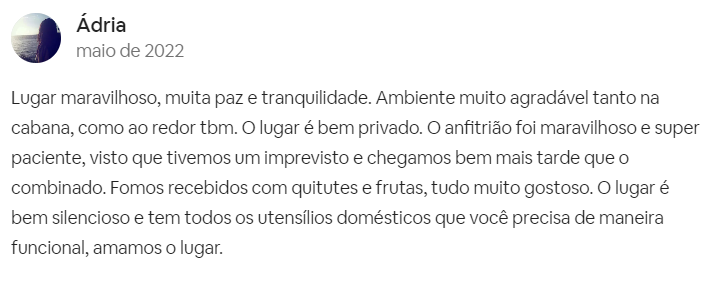 Ádria
maio de 2022
Lugar maravilhoso, muita paz e tranquilidade. Ambiente muito agradável tanto na
cabana, como ao redor tbm. O lugar é bem privado. O anfitrião foi maravilhoso e super
paciente, visto que tivemos um imprevisto e chegamos bem mais tarde que o
combinado. Fomos recebidos com quitutes e frutas, tudo muito gostoso. O lugar é
bem silencioso e tem todos os utensílios domésticos que você precisa de maneira
funcional, amamos o lugar.